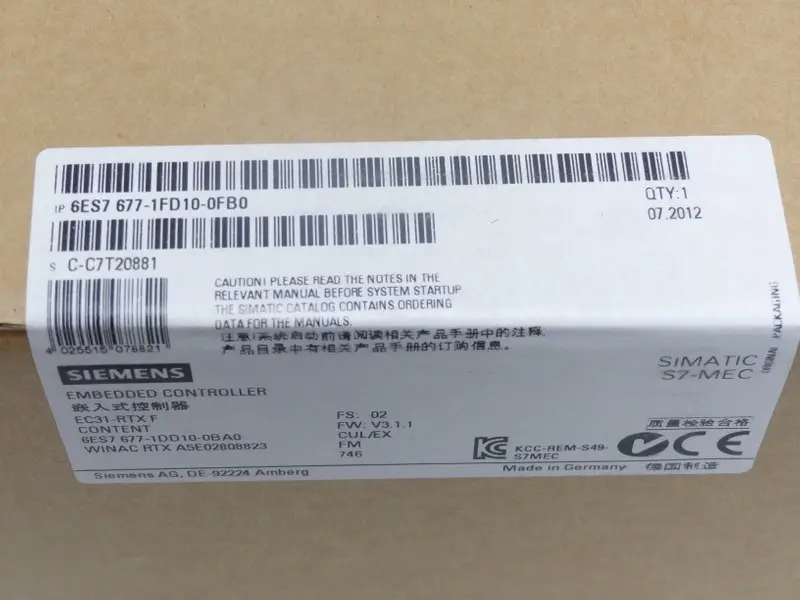 1P 6ES7 677-1FD10-0FB0
QTY:1
07.2012
S C-C7T20881
4 025515 078821
CAUTION! PLEASE READ THE NOTES IN THE
RELEVANT MANUAL BEFORE SYSTEM STARTUP.
THE SIMATIC CATALOG CONTAINS ORDERING
DATA FOR THE MANUALS.
注意!系统启动前请阅读相关产品手册中的注释.
产品目录中有相关产品手册的订购信息。
ORIGINAL PACKAGING
SIMATIC
S7-MEC
SIEMENS
EMBEDDED CONTROLLER
嵌入式控制器
EC31-RTX F
CONTENT
6ES7 677-1DD10-0BA0
WINAC RTX A5E02808823
FS: 02
FW: V3.1.1
CUL/EX
FM
746
KCC-REM-S49-
S7MEC
质量检验合格
CE
Siemens AG, DE-92224 Amberg
Made in Germany 德国制造